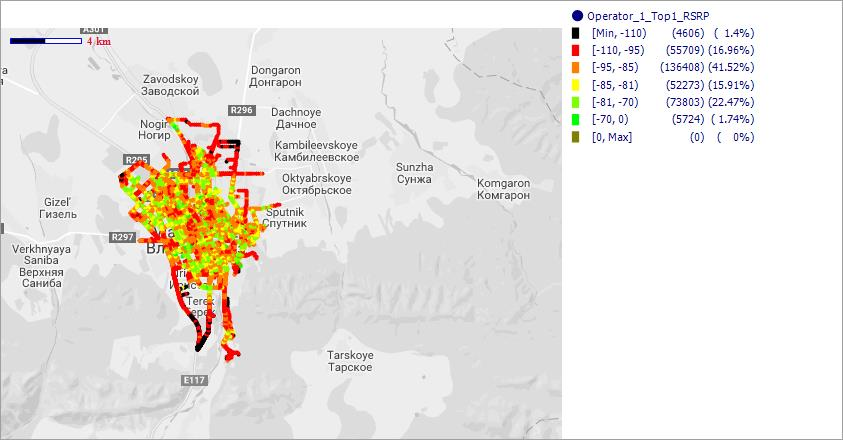 Operator_1_Top1_RSRP
[Min, -110) (4606) ( 1.4%)
[-110, -95) (55709) (16.96%)
[-95, -85) (136408) (41.52%)
[-85, -81) (52273) (15.91%)
[-81, -70) (73803) (22.47%)
[-70, 0) (5724) ( 1.74%)
[0, Max] (0) ( 0%)
A301
4 km
Zavodskoy
Заводской
Dongaron
Донгарон
R296
Dachnoye
Дачное
Nogir
Ногир
Kambileevskoye
Камбилеевское
R295
Sunzha
Сунжа
Oktyabrskoye
Октябрьское
Komgaron
Комгарон
Gizel'
Гизель
Sputnik
Спутник
R297
Verkhnyaya
Saniba
Верхняя
Саниба
Terek
Tarskoye
Тарское
E117